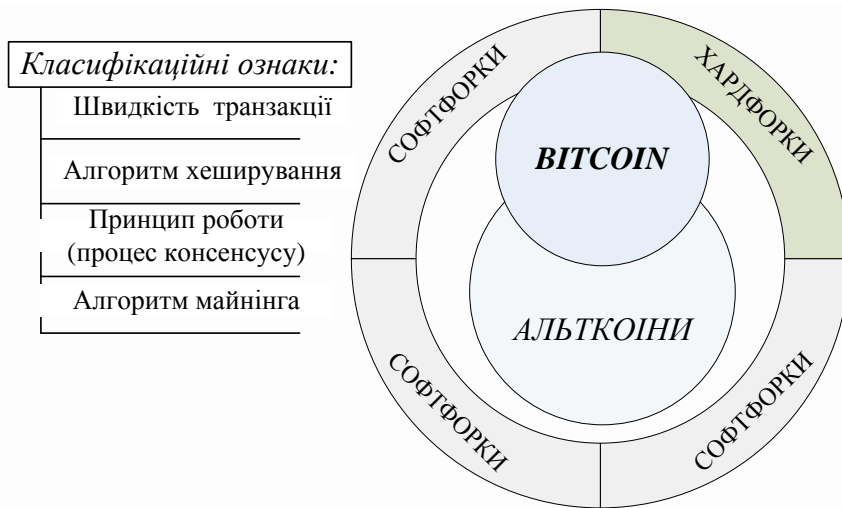 Класифікаційні ознаки:
Швидкість транзакції
Алгоритм хеширування
Принцип роботи
(процес консенсусу)
Алгоритм майнінга
СОФТФОРКИ
ХАРДФОРКИ
BITCOIN
АЛЬТКОІНИ
СОФТФОРКИ
СОФТФОРКИ